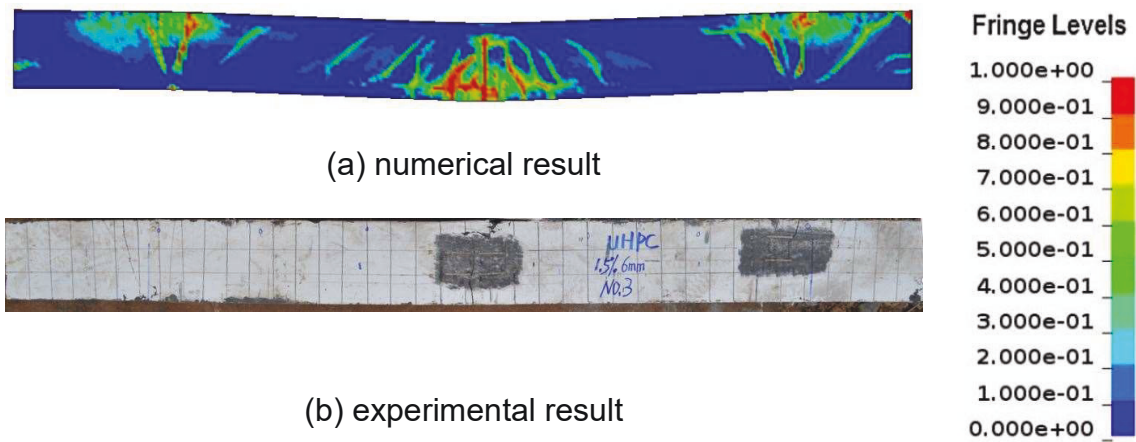 Fringe Levels
1.000e+00
9.000e-01
8.000e-01
7.000e-01
6.000e-01
5.000e-01
4.000e-01
3.000e-01
2.000e-01
1.000e-01
0.000e+00
(a) numerical result
UHPC
1.5% 6mm
NO.3
(b) experimental result